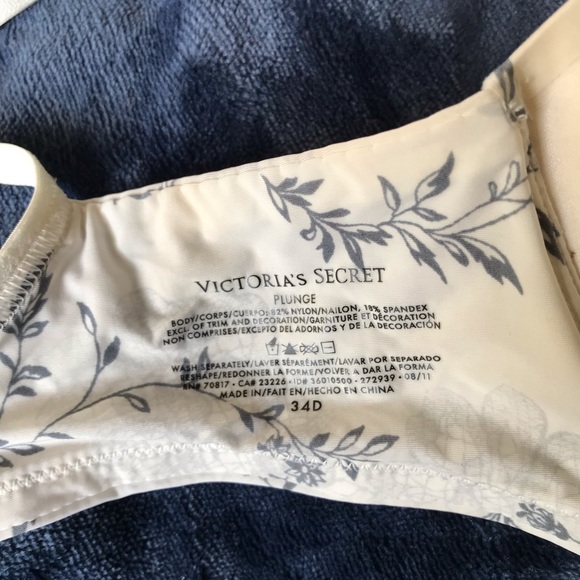 VICTORIA'S SECRET
PLUNGE
BODY/CORPS/CUERPO: 82% NYLON/NAILON, 18% SPANDEX
EXCL. OF TRIM AND DECORATION/GARNITURE ET DÉCORATION
NON COMPRISES/EXCEPTO DEL ADORNOS Y DE LA DECORACIÓN
WASH SEPARATELY/LAVER SÉPARÉMENT/LAVAR POR SEPARADO
RESHAPE/REDONNER LA FORME/VOLVER A DAR LA FORMA
RN# 70817 • CA# 23226 • ID# 36010500 • 272939 • 08/11
MADE IN/FAIT EN/HECHO EN CHINA
34D